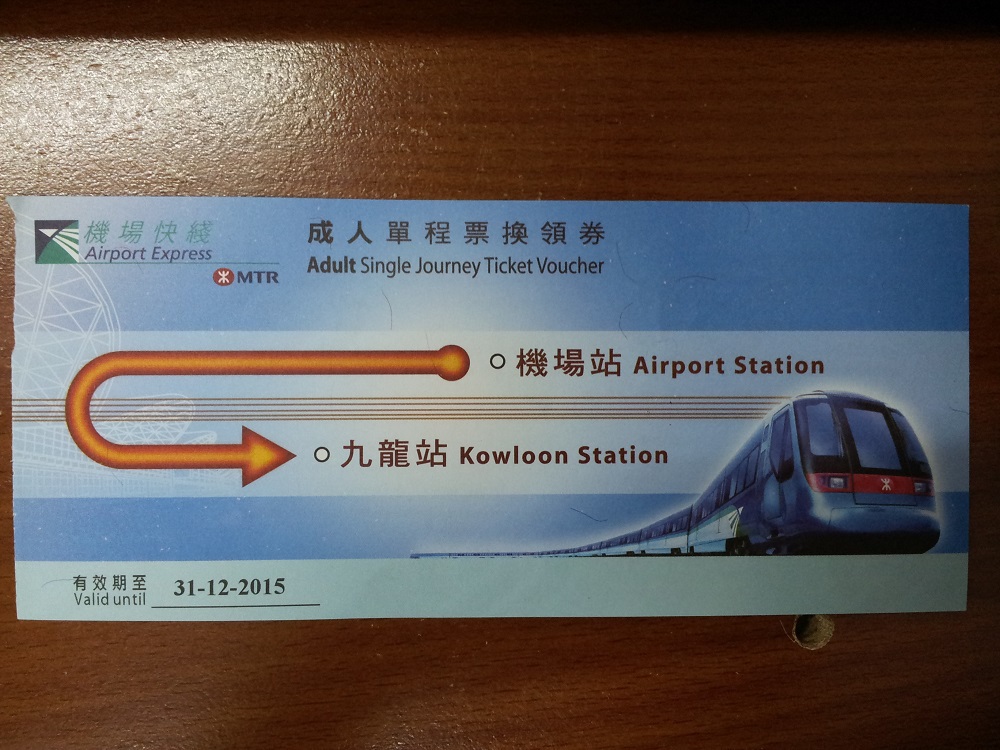 機場快綫
Airport Express
MTR
成人單程票換領券
Adult Single Journey Ticket Voucher
機場站 Airport Station
九龍站 Kowloon Station
有效期至
Valid until 31-12-2015